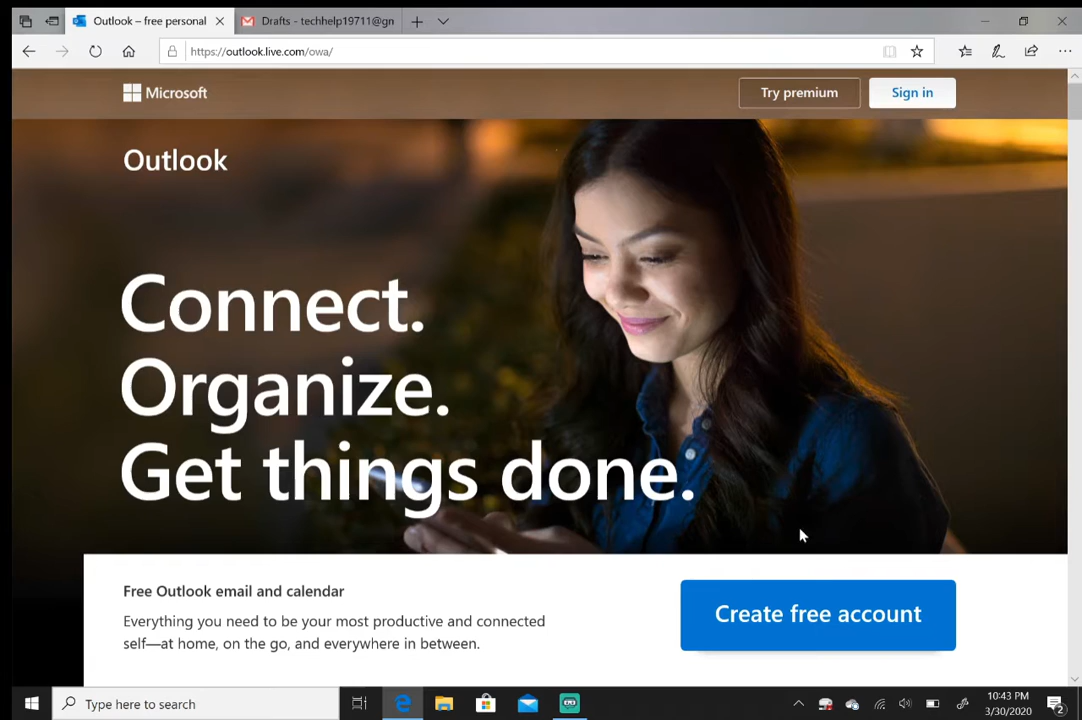 Outlook – free personal
Drafts - techhelp19711@gn
https://outlook.live.com/owa/
Microsoft
Try premium
Sign in
Outlook
Connect.
Organize.
Get things done.
Free Outlook email and calendar
Everything you need to be your most productive and connected
self—at home, on the go, and everywhere in between.
Create free account
Type here to search
10:43 PM
3/30/2020
2